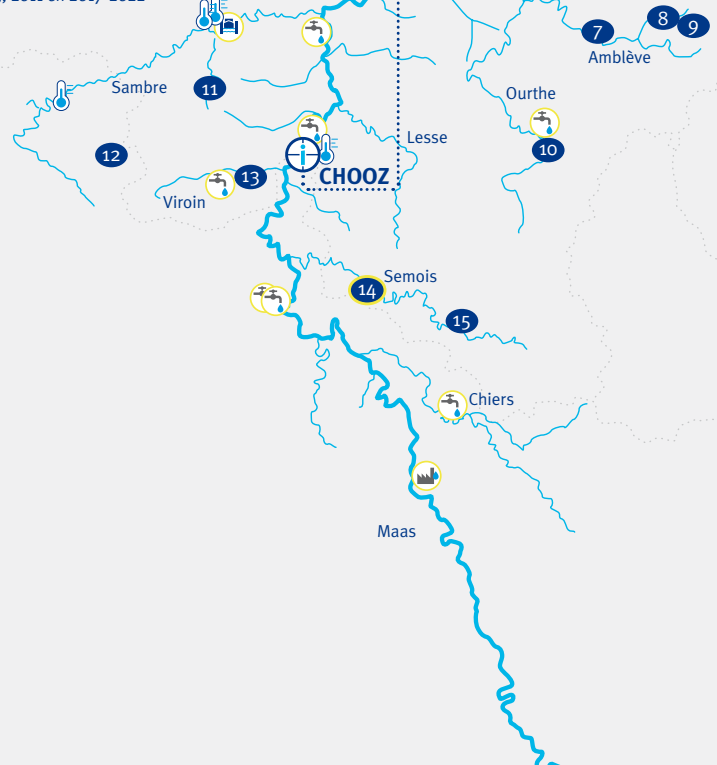 7
8
9
Amblève
Sambre
11
Ourthe
12
Lesse
10
CHOOZ
13
Viroin
Semois
14
15
Chiers
Maas